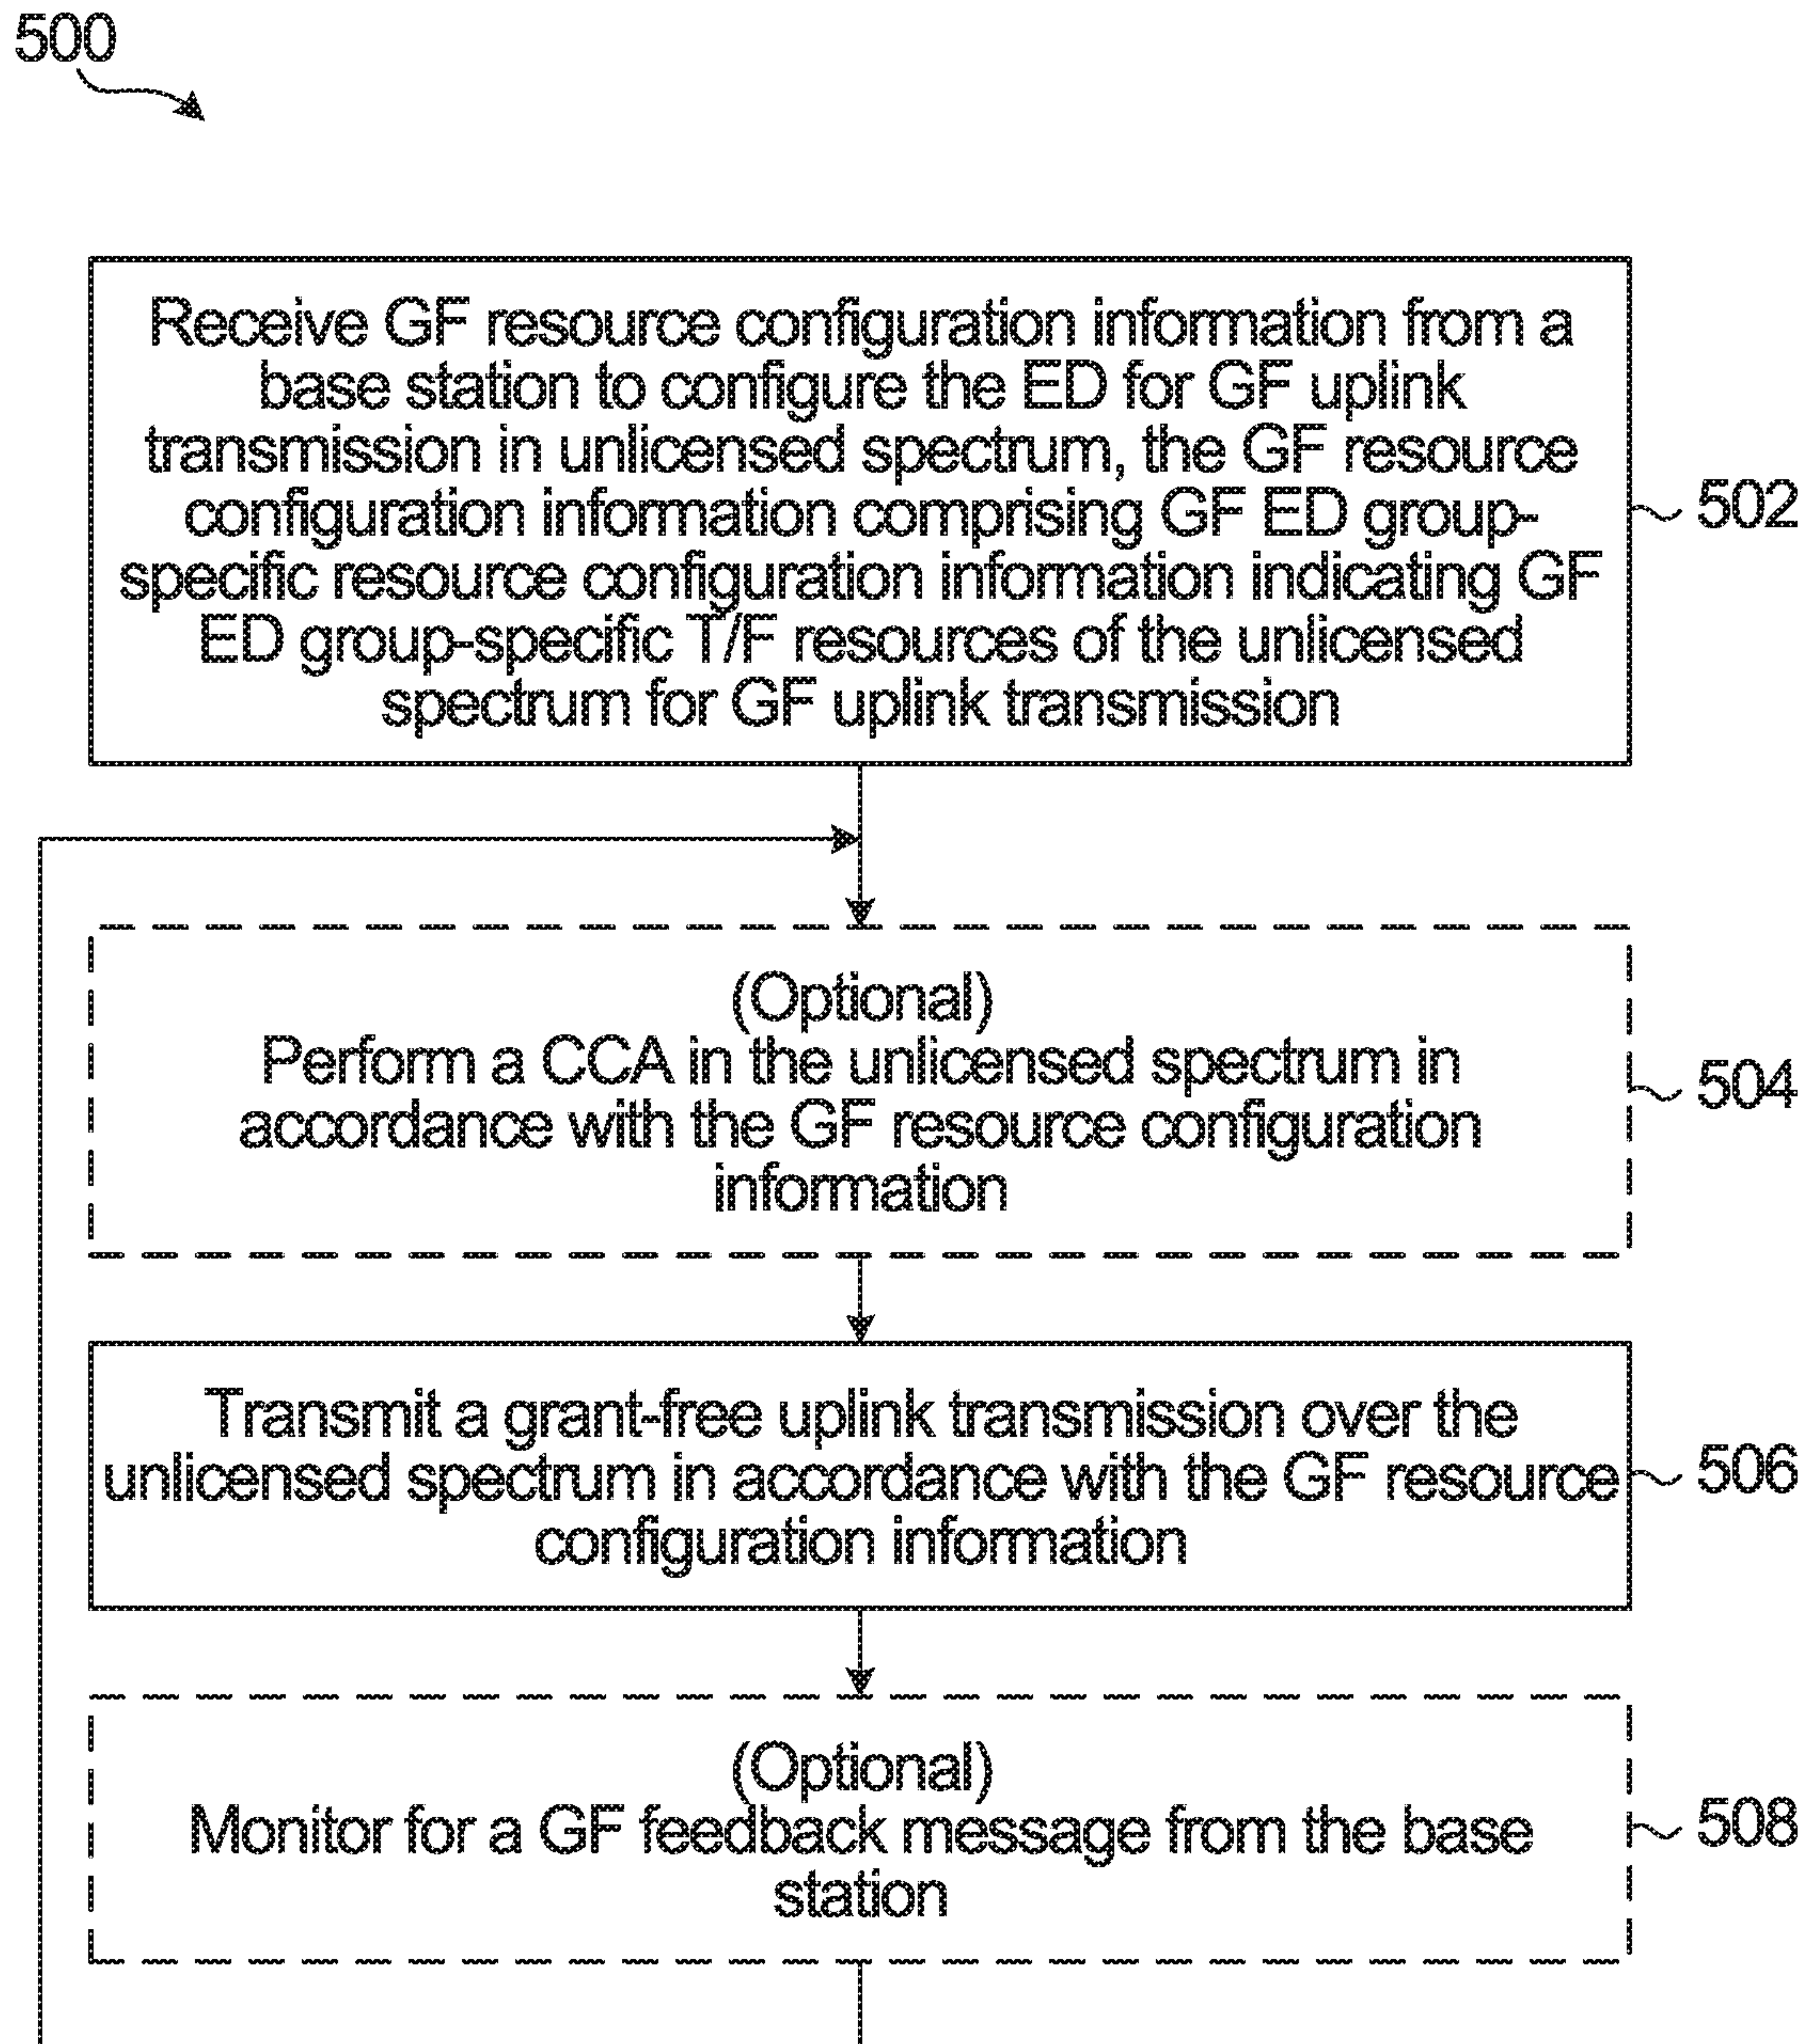 500
Receive GF resource configuration information from a
base station to configure the ED for GF uplink
transmission in unlicensed spectrum, the GF resource
configuration information comprising GF ED group-
specific resource configuration information indicating GF
ED group-specific T/F resources of the unlicensed
spectrum for GF uplink transmission
502
(Optional)
Perform a CCA in the unlicensed spectrum in
accordance with the GF resource configuration
information
504
Transmit a grant-free uplink transmission over the
unlicensed spectrum in accordance with the GF resource
configuration information
506
(Optional)
Monitor for a GF feedback message from the base
station
508